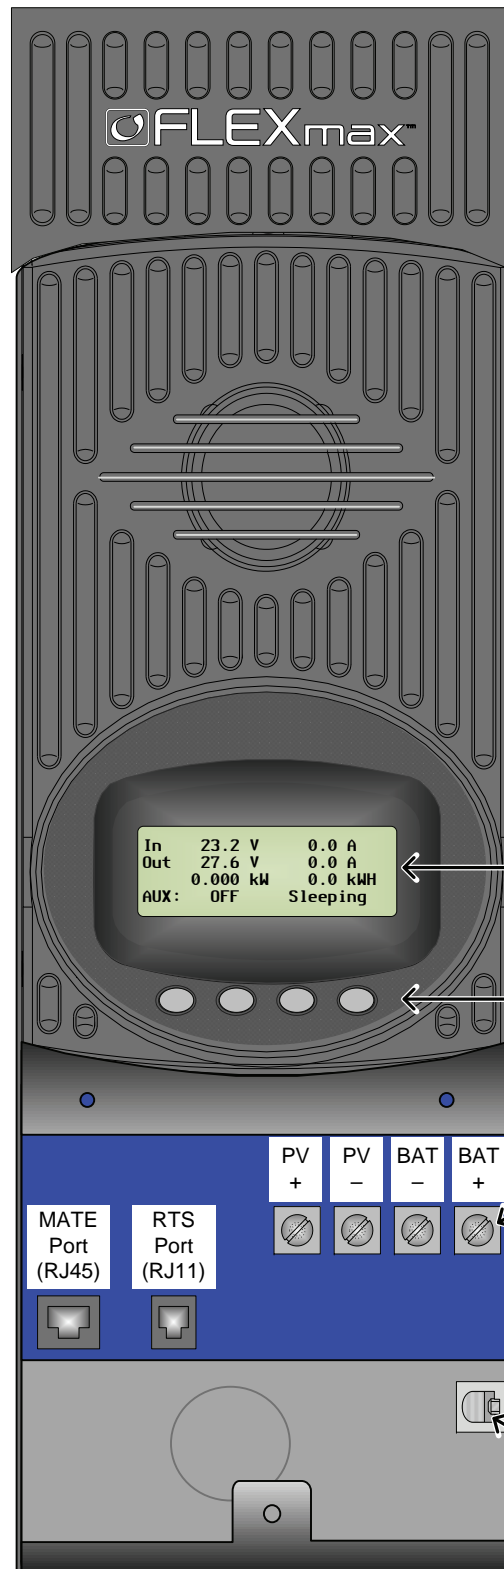 FLEXmax™
In 23.2 V 0.0 A
Out 27.6 V 0.0 A
0.000 kW 0.0 kWH
AUX: OFF Sleeping
PV PV BAT BAT
+ – – +
MATE RTS
Port Port
(RJ45) (RJ11)